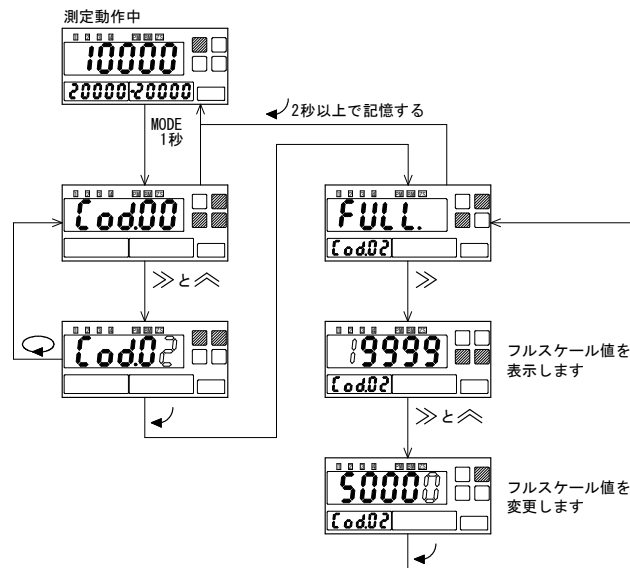 測定動作中
10000
20000 -20000
MODE
1秒
2秒以上で記憶する
Cod.00
≫と︽
Cod.02
FULL.
Cod.02
≫
19999
Cod.02
フルスケール値を
表示します
≫と︽
50000
Cod.02
フルスケール値を
変更します